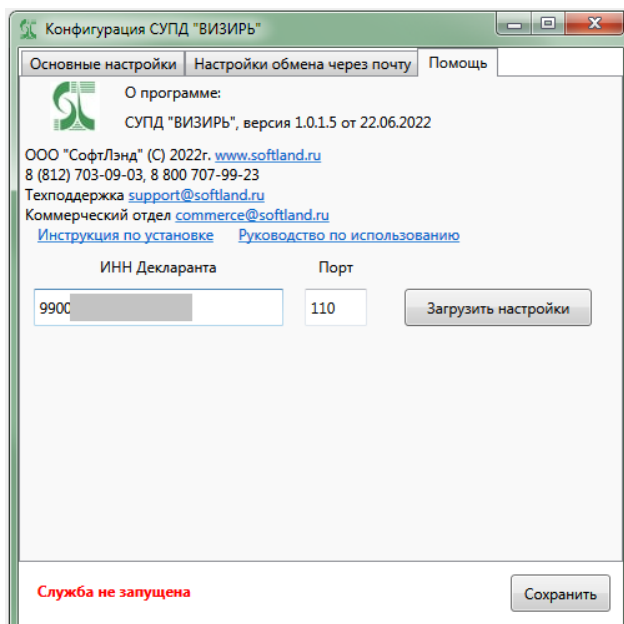 Конфигурация СУПД "ВИЗИРЬ"
Основные настройки Настройки обмена через почту Помощь
О программе:
СУПД "ВИЗИРЬ", версия 1.0.1.5 от 22.06.2022
ООО "СофтЛэнд" (С) 2022г. www.softland.ru
8 (812) 703-09-03, 8 800 707-99-23
Техподдержка support@softland.ru
Коммерческий отдел commerce@softland.ru
Инструкция по установке Руководство по использованию
ИНН Декларанта Порт
9900 110 Загрузить настройки
Служба не запущена Сохранить